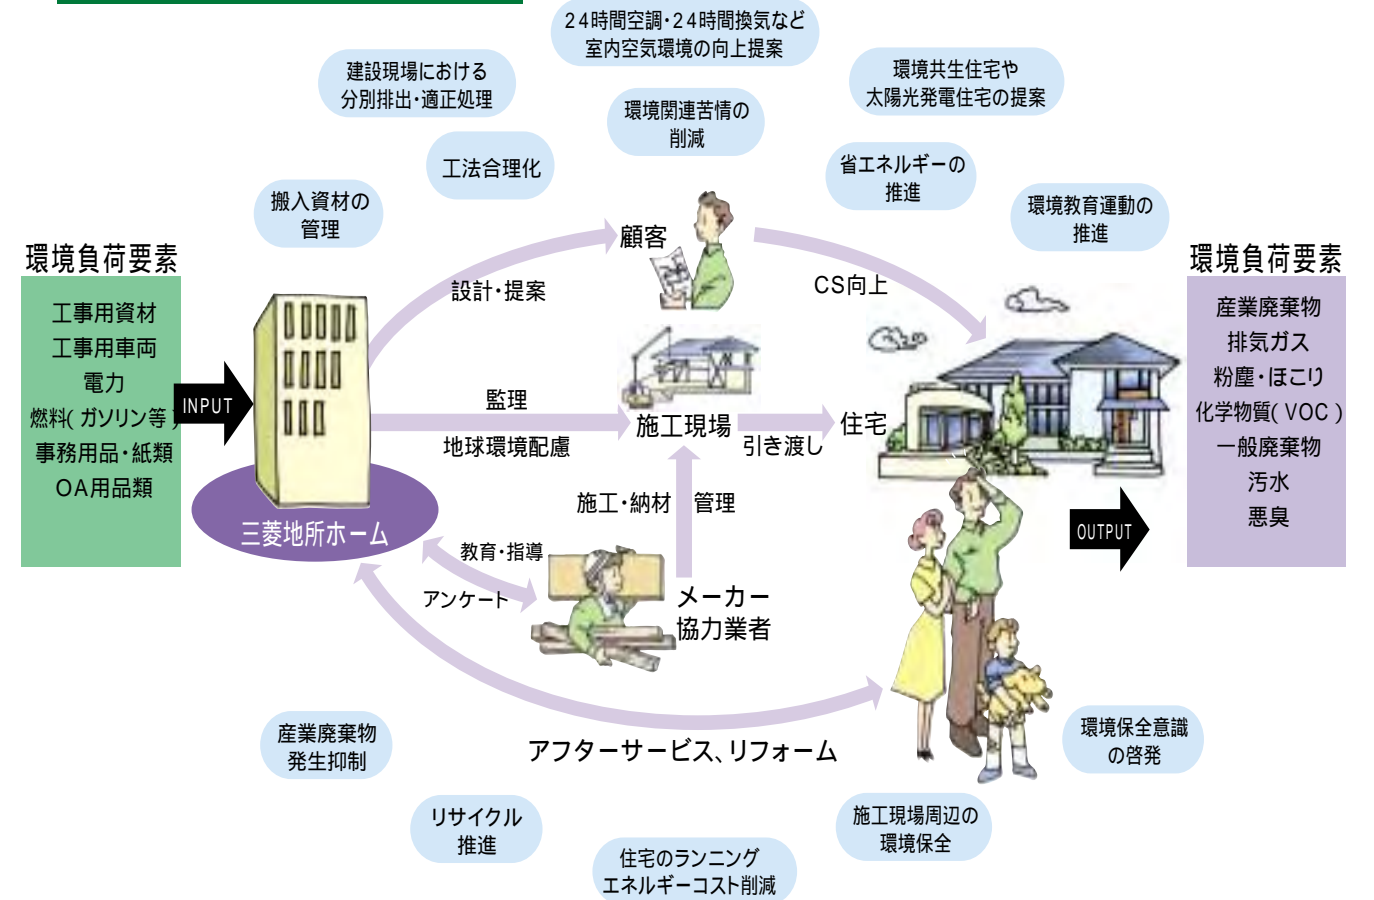 24時間空調・24時間換気など
室内空気環境の向上提案
建設現場における
分別排出・適正処理
環境共生住宅や
太陽光発電住宅の提案
環境関連苦情の
削減
工法合理化
省エネルギーの
推進
搬入資材の
管理
環境教育運動の
推進
環境負荷要素
工事用資材
工事用車両
電力
燃料(ガソリン等)
事務用品・紙類
OA用品類
INPUT
三菱地所ホーム
設計・提案
顧客
CS向上
監理
地球環境配慮
施工現場
引き渡し
住宅
施工・納材
管理
教育・指導
アンケート
メーカー
協力業者
アフターサービス、リフォーム
OUTPUT
環境負荷要素
産業廃棄物
排気ガス
粉塵・ほこり
化学物質(VOC)
一般廃棄物
汚水
悪臭
産業廃棄物
発生抑制
環境保全意識
の啓発
リサイクル
推進
施工現場周辺の
環境保全
住宅のランニング
エネルギーコスト削減